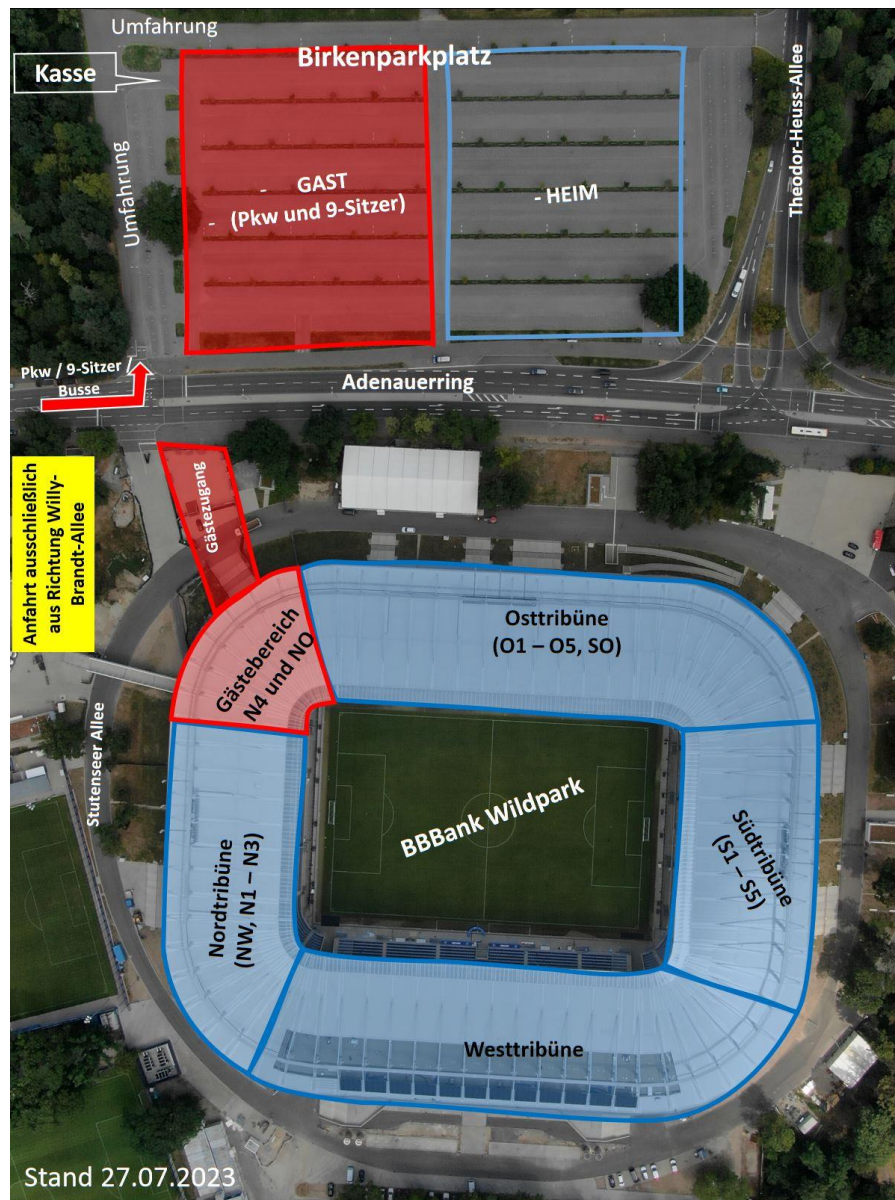 Umfahrung
Birkenparkplatz
Kasse
Umfahrung
Theodor-Heuss-Allee
- GAST
- (Pkw und 9-Sitzer)
- HEIM
Pkw / 9-Sitzer /
Busse
Adenauerring
Anfahrt ausschließlich
aus Richtung Willy-
Brandt-Allee
Gästezugang
Gästebereich
N4 und NO
Osttribüne
(O1 – O5, SO)
Stutenseer Allee
BBBank Wildpark
Nordtribüne
(NW, N1 – N3)
Südtribüne
(S1 – S5)
Westtribüne
Stand 27.07.2023